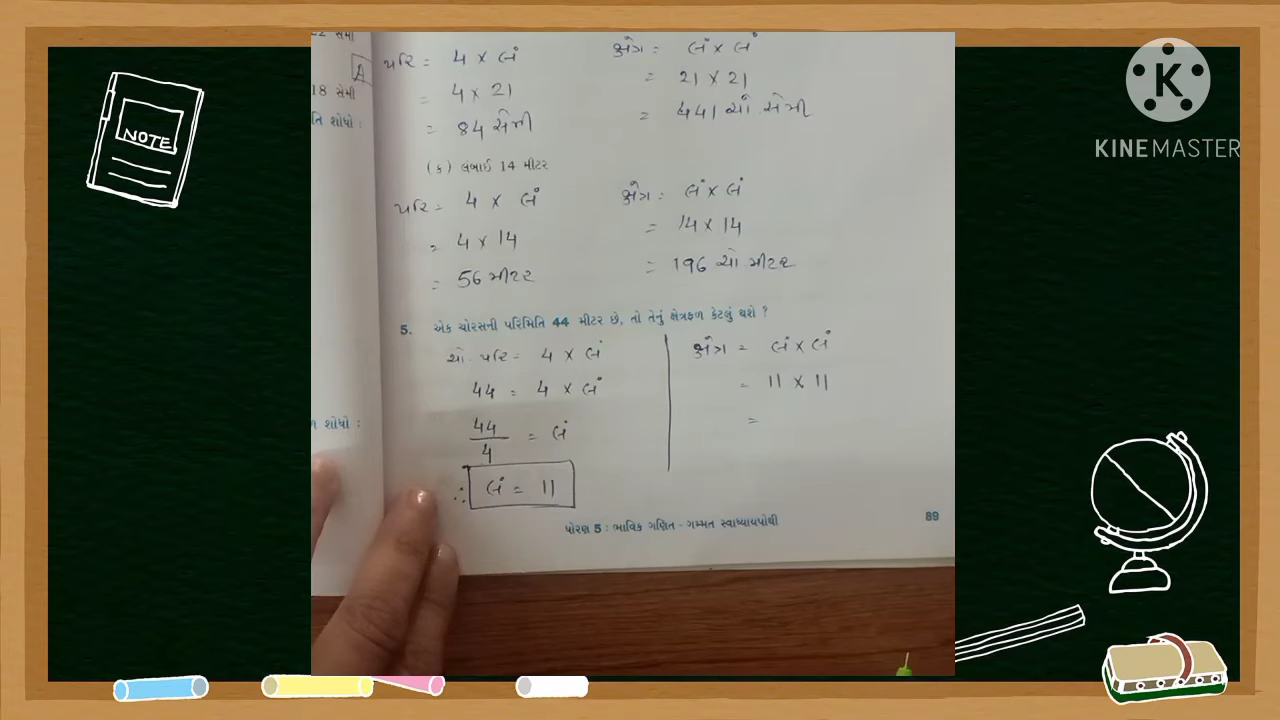 NOTE
KINEMASTER
સેમી
18 સેમી
શોધો :
શોધો :
પરિ = 4 × લં
= 4 × 21
= 84 સેમી
ક્ષેત્ર = લં × લં
= 21 × 21
= 441 ચો સેમી
(ક) લંબાઈ 14 મીટર
પરિ = 4 × લં
= 4 × 14
= 56 મીટર
ક્ષેત્ર = લં × લં
= 14 × 14
= 196 ચો મીટર
5. એક ચોરસની પરિમિતિ 44 મીટર છે, તો તેનું ક્ષેત્રફળ કેટલું થશે ?
ચો. પરિ = 4 × લં
44 = 4 × લં
44/4 = લં
∴ લં = 11
ક્ષેત્ર = લં × લં
= 11 × 11
=
ધોરણ 5 : ભાવિક ગણિત - ગમ્મત સ્વાધ્યાયપોથી
89